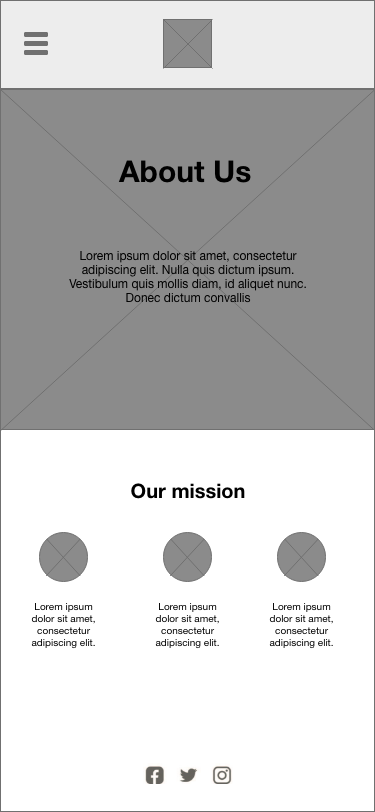 About Us
Lorem ipsum dolor sit amet, consectetur
adipiscing elit. Nulla quis dictum ipsum.
Vestibulum quis mollis diam, id aliquet nunc.
Donec dictum convallis
Our mission
Lorem ipsum
dolor sit amet,
consectetur
adipiscing elit.
Lorem ipsum
dolor sit amet,
consectetur
adipiscing elit.
Lorem ipsum
dolor sit amet,
consectetur
adipiscing elit.